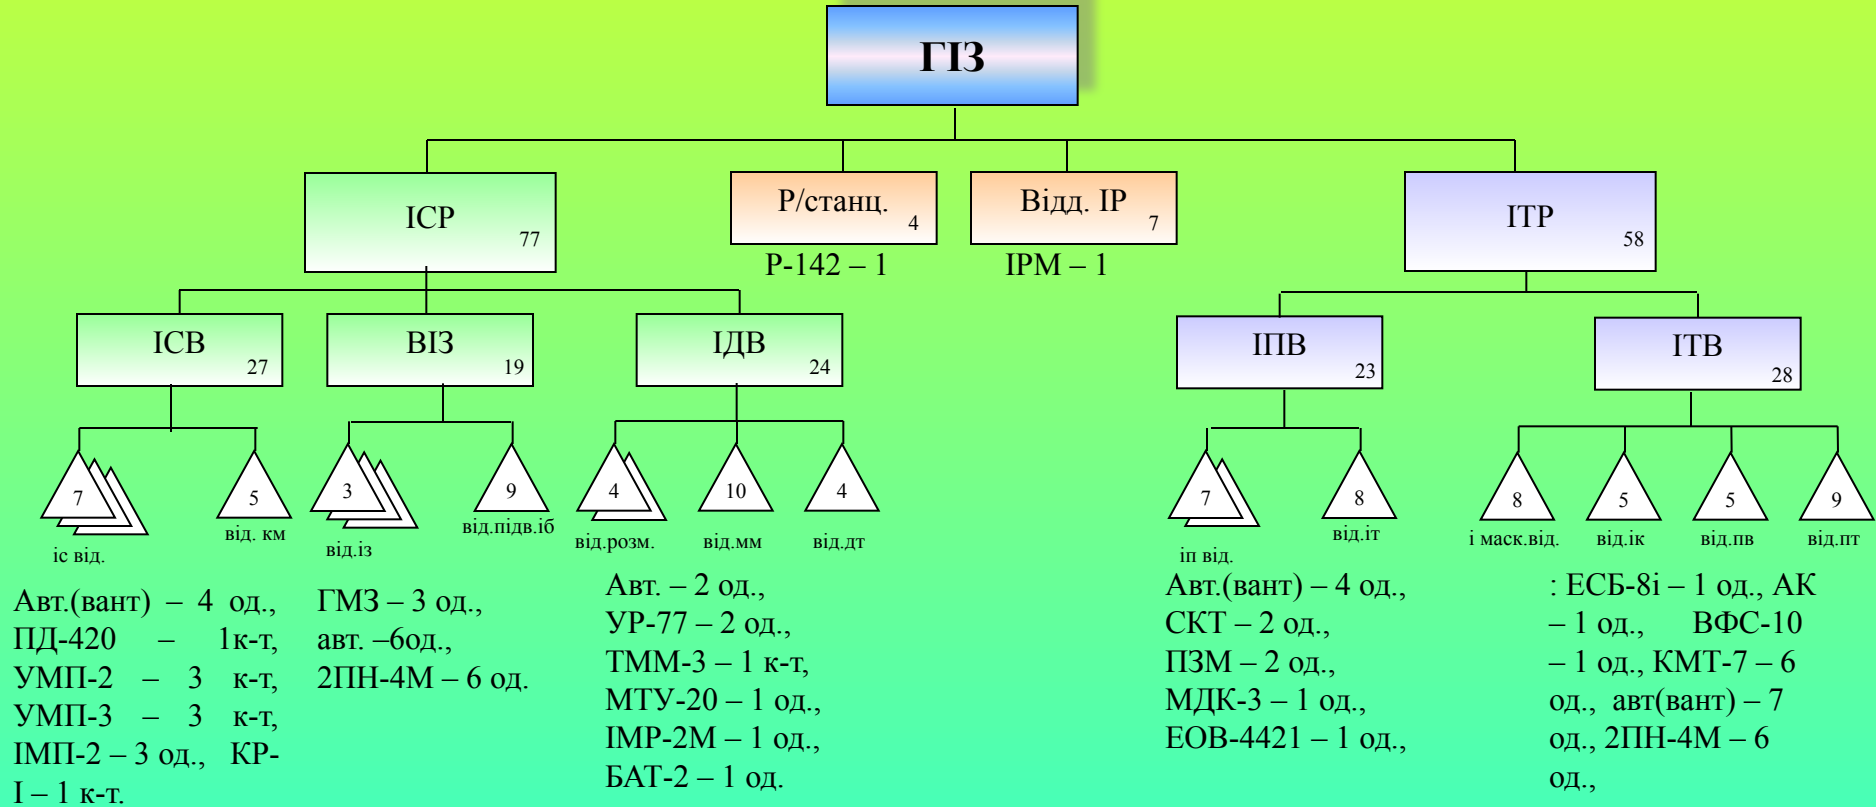 ГІЗ
ІСР
77
Р/станц.
4
Р-142 – 1
Відд. ІР
7
ІРМ – 1
ІТР
58
ІСВ
27
ВІЗ
19
ІДВ
24
ІПВ
23
ІТВ
28
7
іс від.
5
від. км
3
від.із
9
від.підв.іб
4
від.розм.
10
від.мм
4
від.дт
7
іп від.
8
від.іт
8
і маск.від.
5
від.ік
5
від.пв
9
від.пт
Авт.(вант) – 4 од.,
ПД-420 – 1к-т,
УМП-2 – 3 к-т,
УМП-3 – 3 к-т,
ІМП-2 – 3 од., КР-
І – 1 к-т.
ГМЗ – 3 од.,
авт. –6од.,
2ПН-4М – 6 од.
Авт. – 2 од.,
УР-77 – 2 од.,
ТММ-3 – 1 к-т,
МТУ-20 – 1 од.,
ІМР-2М – 1 од.,
БАТ-2 – 1 од.
Авт.(вант) – 4 од.,
СКТ – 2 од.,
ПЗМ – 2 од.,
МДК-3 – 1 од.,
ЕОВ-4421 – 1 од.,
: ЕСБ-8і – 1 од., АК
– 1 од., ВФС-10
– 1 од., КМТ-7 – 6
од., авт(вант) – 7
од., 2ПН-4М – 6
од.,